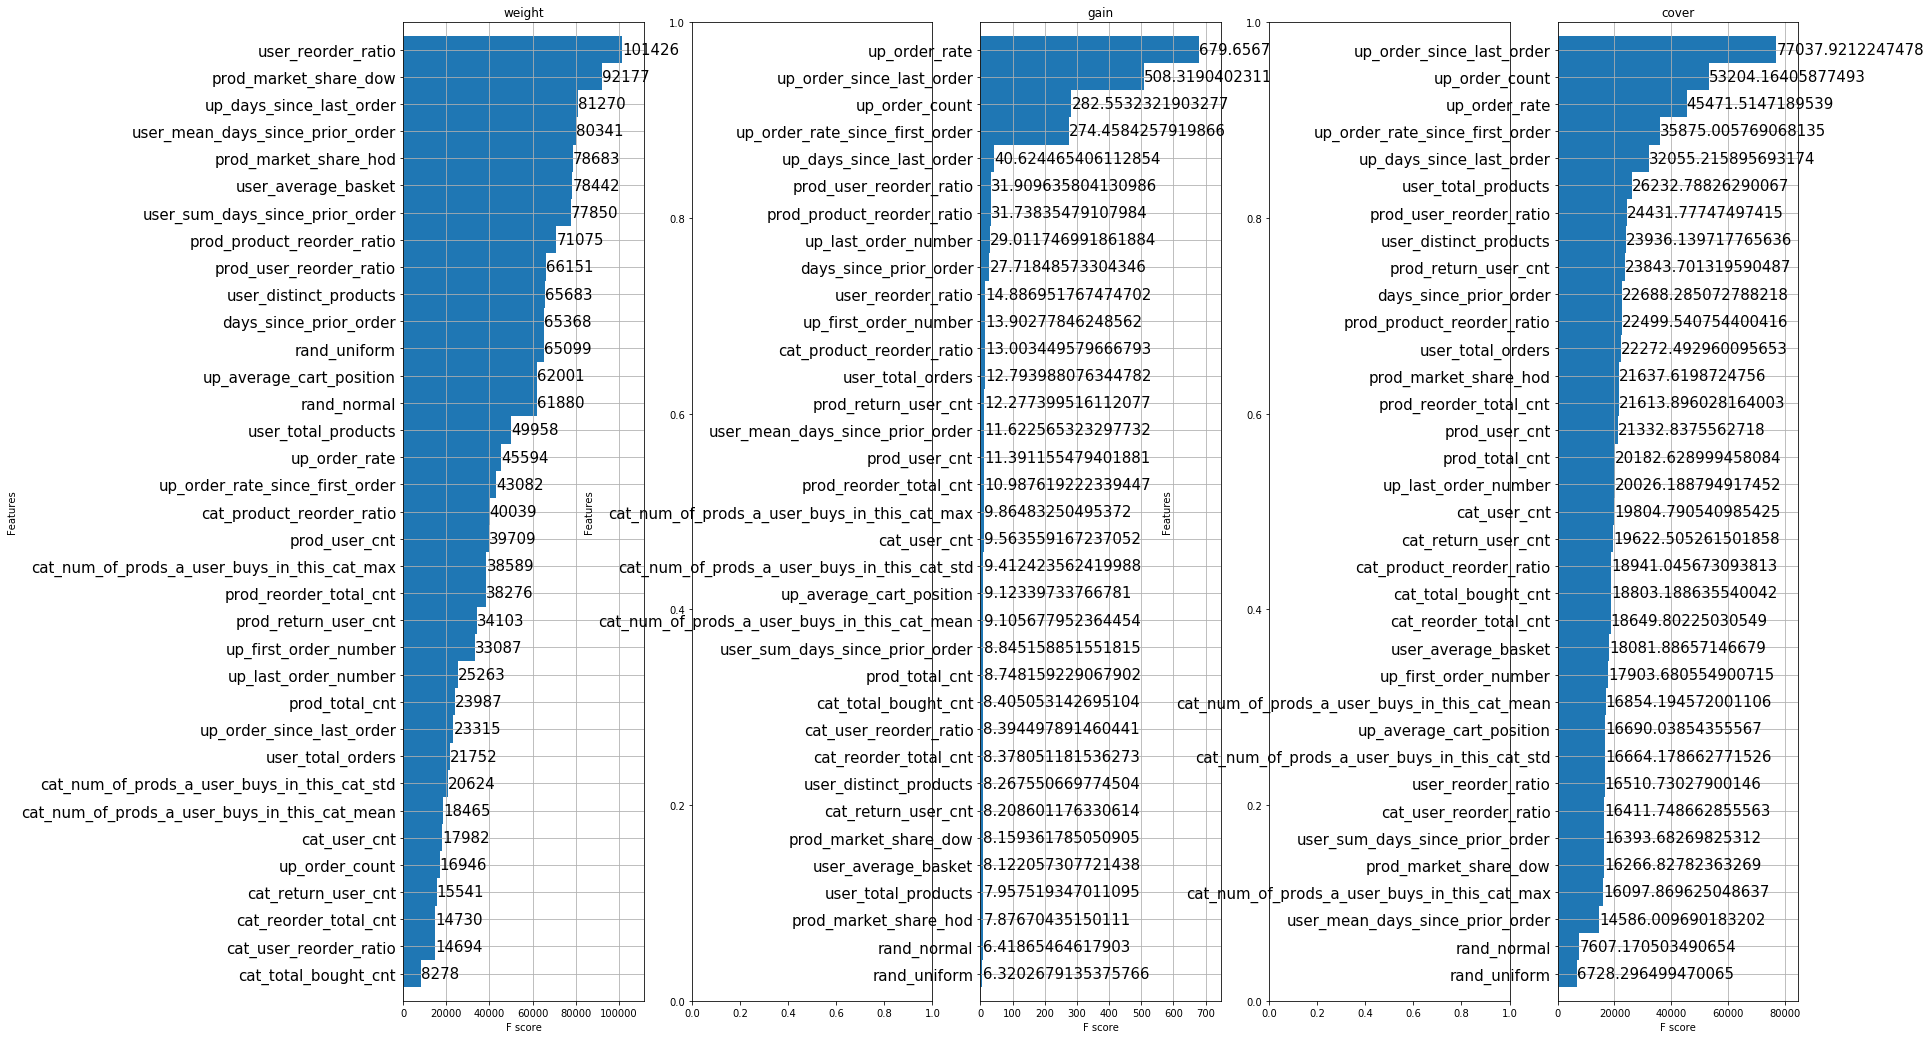 weight
Features
user_reorder_ratio 101426
prod_market_share_dow 92177
up_days_since_last_order 81270
user_mean_days_since_prior_order 80341
prod_market_share_hod 78683
user_average_basket 78442
user_sum_days_since_prior_order 77850
prod_product_reorder_ratio 71075
prod_user_reorder_ratio 66151
user_distinct_products 65683
days_since_prior_order 65368
rand_uniform 65099
up_average_cart_position 62001
rand_normal 61880
user_total_products 49958
up_order_rate 45594
up_order_rate_since_first_order 43082
cat_product_reorder_ratio 40039
prod_user_cnt 39709
cat_num_of_prods_a_user_buys_in_this_cat_max 38589
prod_reorder_total_cnt 38276
prod_return_user_cnt 34103
up_first_order_number 33087
up_last_order_number 25263
prod_total_cnt 23987
up_order_since_last_order 23315
user_total_orders 21752
cat_num_of_prods_a_user_buys_in_this_cat_std 20624
cat_num_of_prods_a_user_buys_in_this_cat_mean 18465
cat_user_cnt 17982
up_order_count 16946
cat_return_user_cnt 15541
cat_reorder_total_cnt 14730
cat_user_reorder_ratio 14694
cat_total_bought_cnt 8278
0 20000 40000 60000 80000 100000
F score
1.0
0.8
0.6
0.4
0.2
0.0
0.0 0.2 0.4 0.6 0.8 1.0
gain
Features
up_order_rate 679.6567
up_order_since_last_order 508.3190402311
up_order_count 282.5532321903277
up_order_rate_since_first_order 274.4584257919866
up_days_since_last_order 40.624465406112854
prod_user_reorder_ratio 31.909635804130986
prod_product_reorder_ratio 31.73835479107984
up_last_order_number 29.011746991861884
days_since_prior_order 27.71848573304346
user_reorder_ratio 14.886951767474702
up_first_order_number 13.90277846248562
cat_product_reorder_ratio 13.003449579666793
user_total_orders 12.793988076344782
prod_return_user_cnt 12.277399516112077
user_mean_days_since_prior_order 11.622565323297732
prod_user_cnt 11.391155479401881
prod_reorder_total_cnt 10.987619222339447
cat_num_of_prods_a_user_buys_in_this_cat_max 9.86483250495372
cat_user_cnt 9.563559167237052
cat_num_of_prods_a_user_buys_in_this_cat_std 9.412423562419988
up_average_cart_position 9.12339733766781
cat_num_of_prods_a_user_buys_in_this_cat_mean 9.105677952364454
user_sum_days_since_prior_order 8.845158851551815
prod_total_cnt 8.748159229067902
cat_total_bought_cnt 8.405053142695104
cat_user_reorder_ratio 8.394497891460441
cat_reorder_total_cnt 8.378051181536273
user_distinct_products 8.267550669774504
cat_return_user_cnt 8.208601176330614
prod_market_share_dow 8.159361785050905
user_average_basket 8.122057307721438
user_total_products 7.957519347011095
prod_market_share_hod 7.87670435150111
rand_normal 6.41865464617903
rand_uniform 6.3202679135375766
0 100 200 300 400 500 600 700
F score
1.0
0.8
0.6
0.4
0.2
0.0
0.0 0.2 0.4 0.6 0.8 1.0
cover
Features
up_order_since_last_order 77037.9212247478
up_order_count 53204.16405877493
up_order_rate 45471.5147189539
up_order_rate_since_first_order 35875.005769068135
up_days_since_last_order 32055.215895693174
user_total_products 26232.78826290067
prod_user_reorder_ratio 24431.77747497415
user_distinct_products 23936.139717765636
prod_return_user_cnt 23843.701319590487
days_since_prior_order 22688.285072788218
prod_product_reorder_ratio 22499.540754400416
user_total_orders 22272.492960095653
prod_market_share_hod 21637.6198724756
prod_reorder_total_cnt 21613.896028164003
prod_user_cnt 21332.8375562718
prod_total_cnt 20182.628999458084
up_last_order_number 20026.188794917452
cat_user_cnt 19804.790540985425
cat_return_user_cnt 19622.505261501858
cat_product_reorder_ratio 18941.045673093813
cat_total_bought_cnt 18803.188635540042
cat_reorder_total_cnt 18649.80225030549
user_average_basket 18081.88657146679
up_first_order_number 17903.680554900715
cat_num_of_prods_a_user_buys_in_this_cat_mean 16854.194572001106
up_average_cart_position 16690.03854355567
cat_num_of_prods_a_user_buys_in_this_cat_std 16664.178662771526
user_reorder_ratio 16510.73027900146
cat_user_reorder_ratio 16411.748662855563
user_sum_days_since_prior_order 16393.68269825312
prod_market_share_dow 16266.82782363269
cat_num_of_prods_a_user_buys_in_this_cat_max 16097.869625048637
user_mean_days_since_prior_order 14586.009690183202
rand_normal 7607.170503490654
rand_uniform 6728.296499470065
0 20000 40000 60000 80000
F score